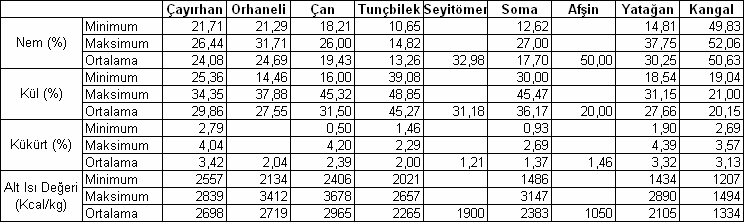 Çayırhan Orhaneli Çan Tunçbilek Seyitömer Soma Afşin Yatağan Kangal
Nem (%)
Minimum 21,71 21,29 18,21 10,65 12,62 14,81 49,83
Maksimum 26,44 31,71 26,00 14,82 27,00 37,75 52,06
Ortalama 24,08 24,69 19,43 13,26 32,98 17,70 50,00 30,25 50,63
Kül (%)
Minimum 25,36 14,46 16,00 39,08 30,00 18,54 19,04
Maksimum 34,35 37,88 45,32 48,85 45,47 31,15 21,00
Ortalama 29,86 27,55 31,50 45,27 31,18 36,17 20,00 27,66 20,15
Kükürt (%)
Minimum 2,79 0,50 1,46 0,93 1,90 2,69
Maksimum 4,04 4,20 2,29 2,69 4,39 3,57
Ortalama 3,42 2,04 2,39 2,00 1,21 1,37 1,46 3,32 3,13
Alt Isı Değeri
(Kcal/kg)
Minimum 2557 2134 2406 2021 1486 1434 1207
Maksimum 2839 3412 3678 2657 3147 2890 1494
Ortalama 2698 2719 2965 2265 1900 2383 1050 2105 1334